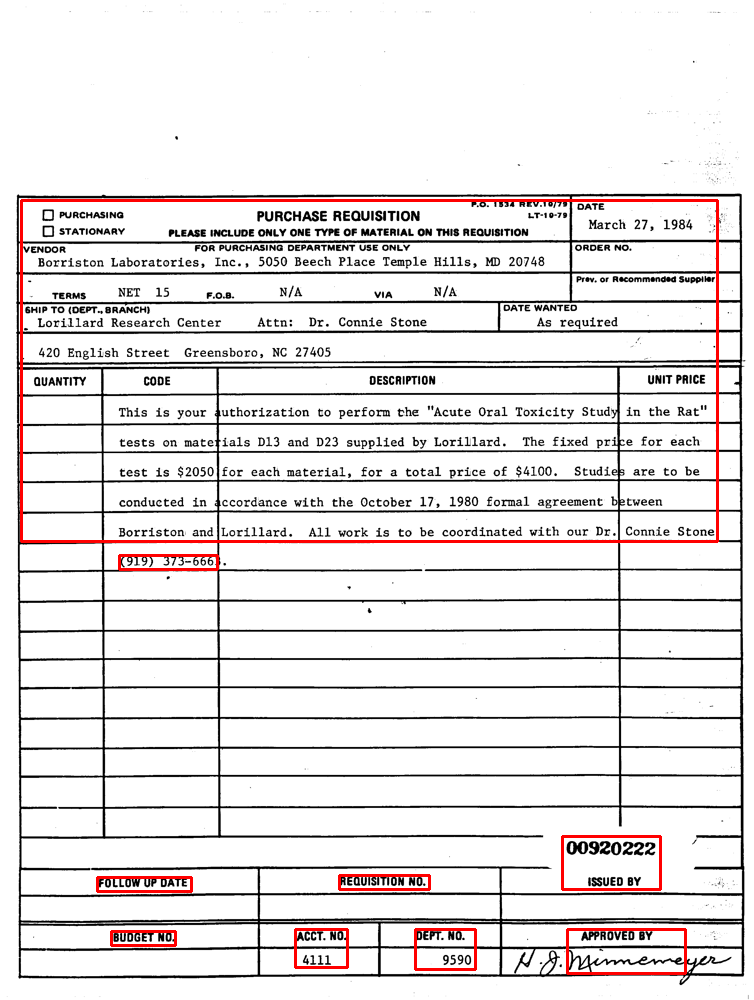 P.O. 1534 REV.10/79
LT-10-79
☐ PURCHASING
☐ STATIONARY
PURCHASE REQUISITION
PLEASE INCLUDE ONLY ONE TYPE OF MATERIAL ON THIS REQUISITION
DATE
March 27, 1984
VENDOR
FOR PURCHASING DEPARTMENT USE ONLY
Borriston Laboratories, Inc., 5050 Beech Place Temple Hills, MD 20748
ORDER NO.
Prev. or Recommended Supplier
TERMS NET 15 F.O.B. N/A VIA N/A
SHIP TO (DEPT., BRANCH)
Lorillard Research Center Attn: Dr. Connie Stone
DATE WANTED
As required
420 English Street Greensboro, NC 27405
QUANTITY CODE DESCRIPTION UNIT PRICE
This is your authorization to perform the "Acute Oral Toxicity Study in the Rat"
tests on materials D13 and D23 supplied by Lorillard. The fixed price for each
test is $2050 for each material, for a total price of $4100. Studies are to be
conducted in accordance with the October 17, 1980 formal agreement between
Borriston and Lorillard. All work is to be coordinated with our Dr. Connie Stone
(919) 373-666
00920222
FOLLOW UP DATE REQUISITION NO. ISSUED BY
BUDGET NO. ACCT. NO. DEPT. NO. APPROVED BY
4111 9590 H. J. Minnemeyer